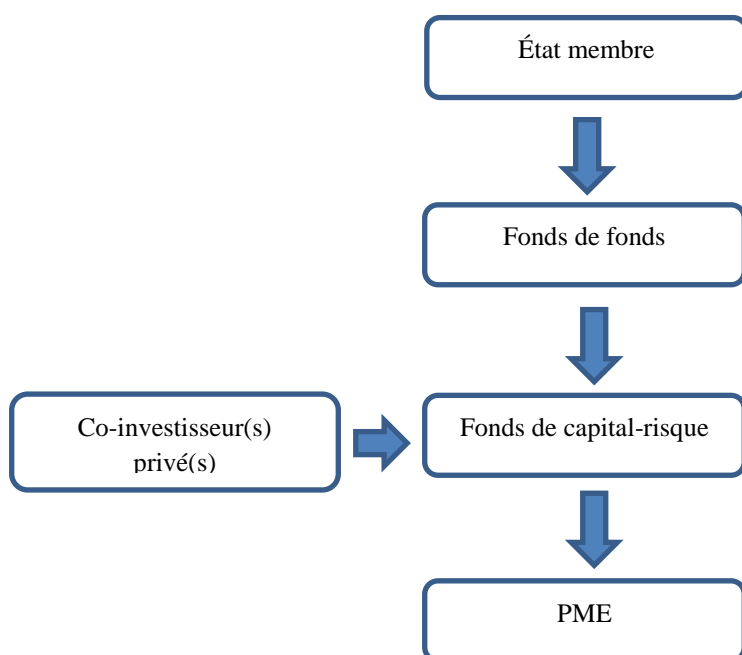 État membre
Fonds de fonds
Co-investisseur(s)
privé(s)
Fonds de capital-risque
PME